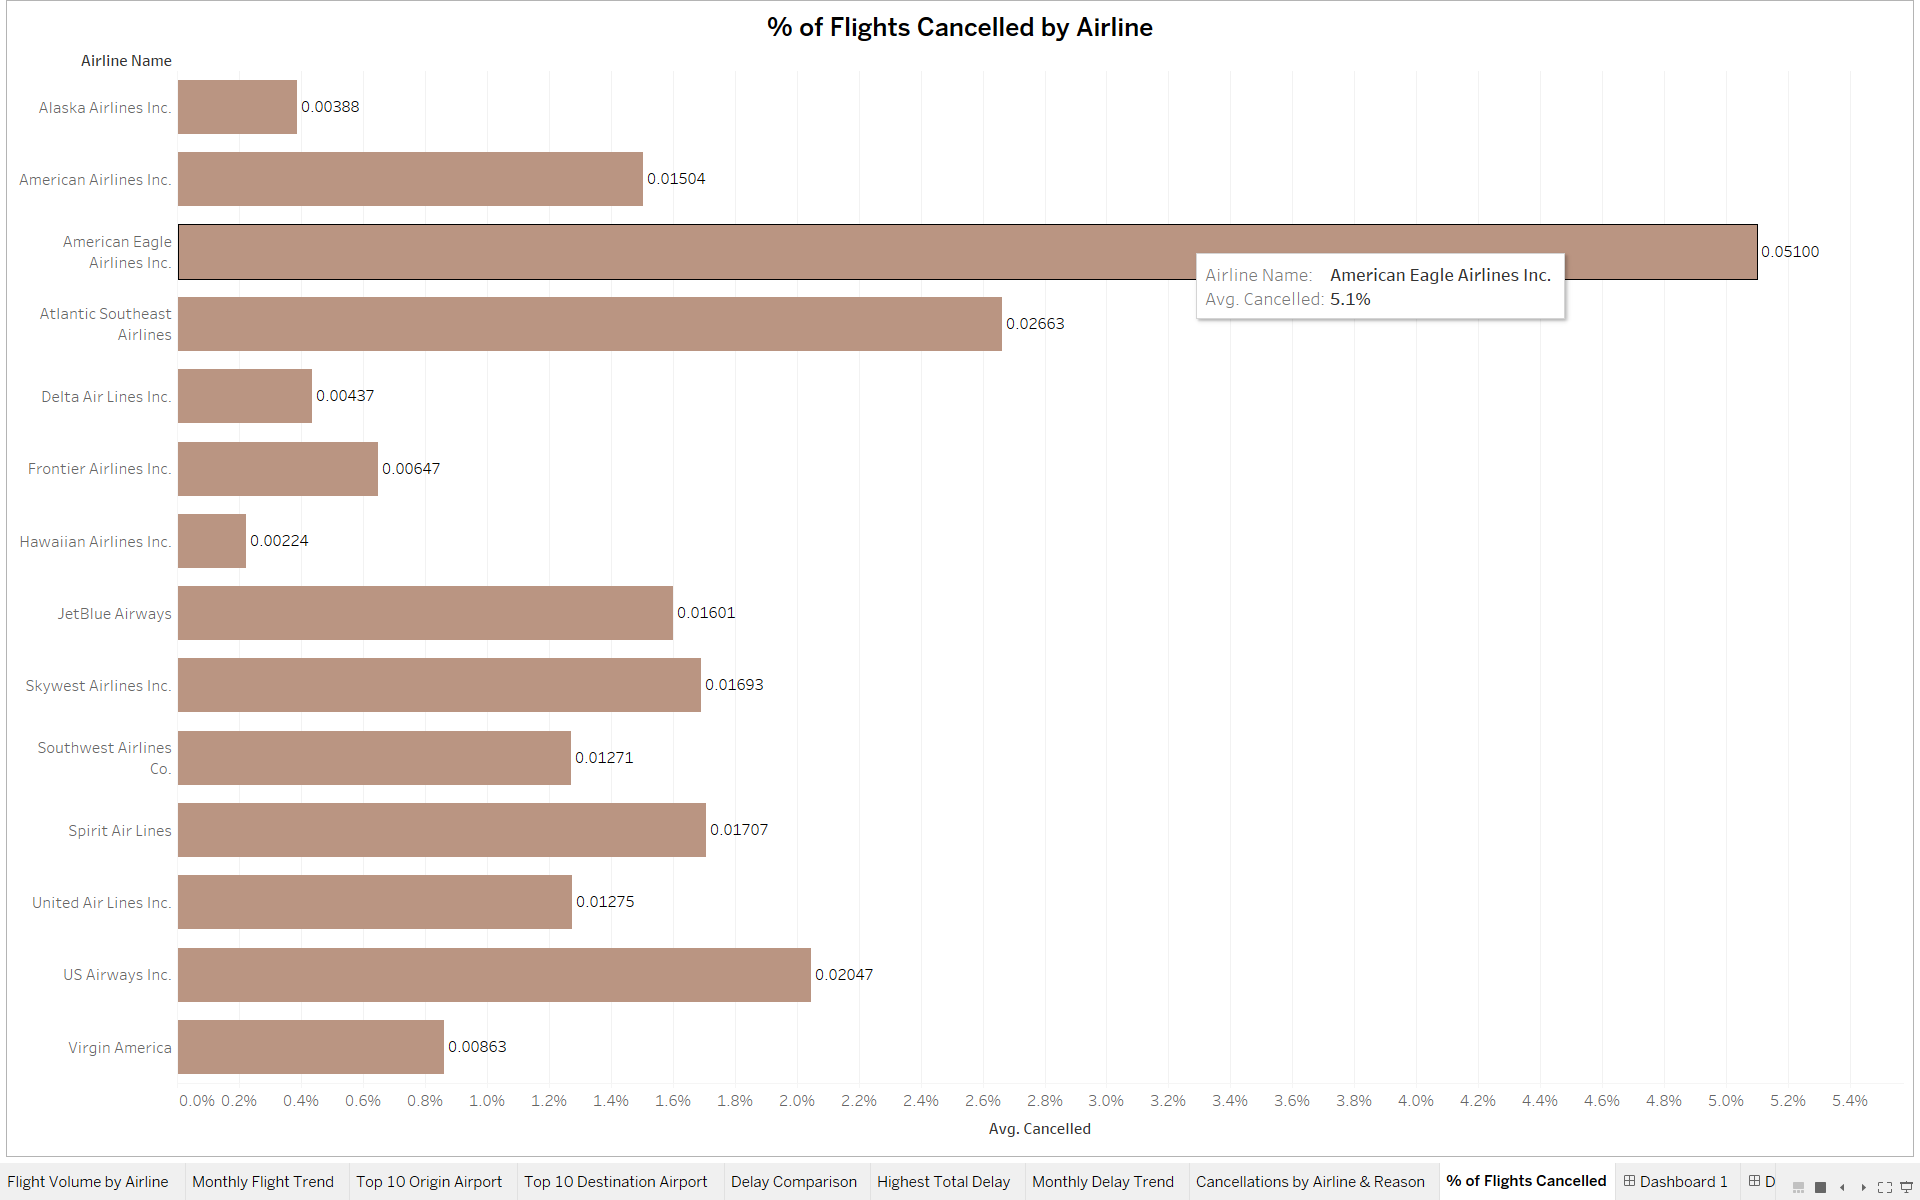 % of Flights Cancelled by Airline
Airline Name
Alaska Airlines Inc.
0.00388
American Airlines Inc.
0.01504
American Eagle
Airlines Inc.
0.05100
Airline Name: American Eagle Airlines Inc.
Avg. Cancelled: 5.1%
Atlantic Southeast
Airlines
0.02663
Delta Air Lines Inc.
0.00437
Frontier Airlines Inc.
0.00647
Hawaiian Airlines Inc.
0.00224
JetBlue Airways
0.01601
Skywest Airlines Inc.
0.01693
Southwest Airlines
Co.
0.01271
Spirit Air Lines
0.01707
United Air Lines Inc.
0.01275
US Airways Inc.
0.02047
Virgin America
0.00863
0.0% 0.2% 0.4% 0.6% 0.8% 1.0% 1.2% 1.4% 1.6% 1.8% 2.0% 2.2% 2.4% 2.6% 2.8% 3.0% 3.2% 3.4% 3.6% 3.8% 4.0% 4.2% 4.4% 4.6% 4.8% 5.0% 5.2% 5.4%
Avg. Cancelled
Flight Volume by Airline Monthly Flight Trend Top 10 Origin Airport Top 10 Destination Airport Delay Comparison Highest Total Delay Monthly Delay Trend Cancellations by Airline & Reason % of Flights Cancelled Dashboard 1 D